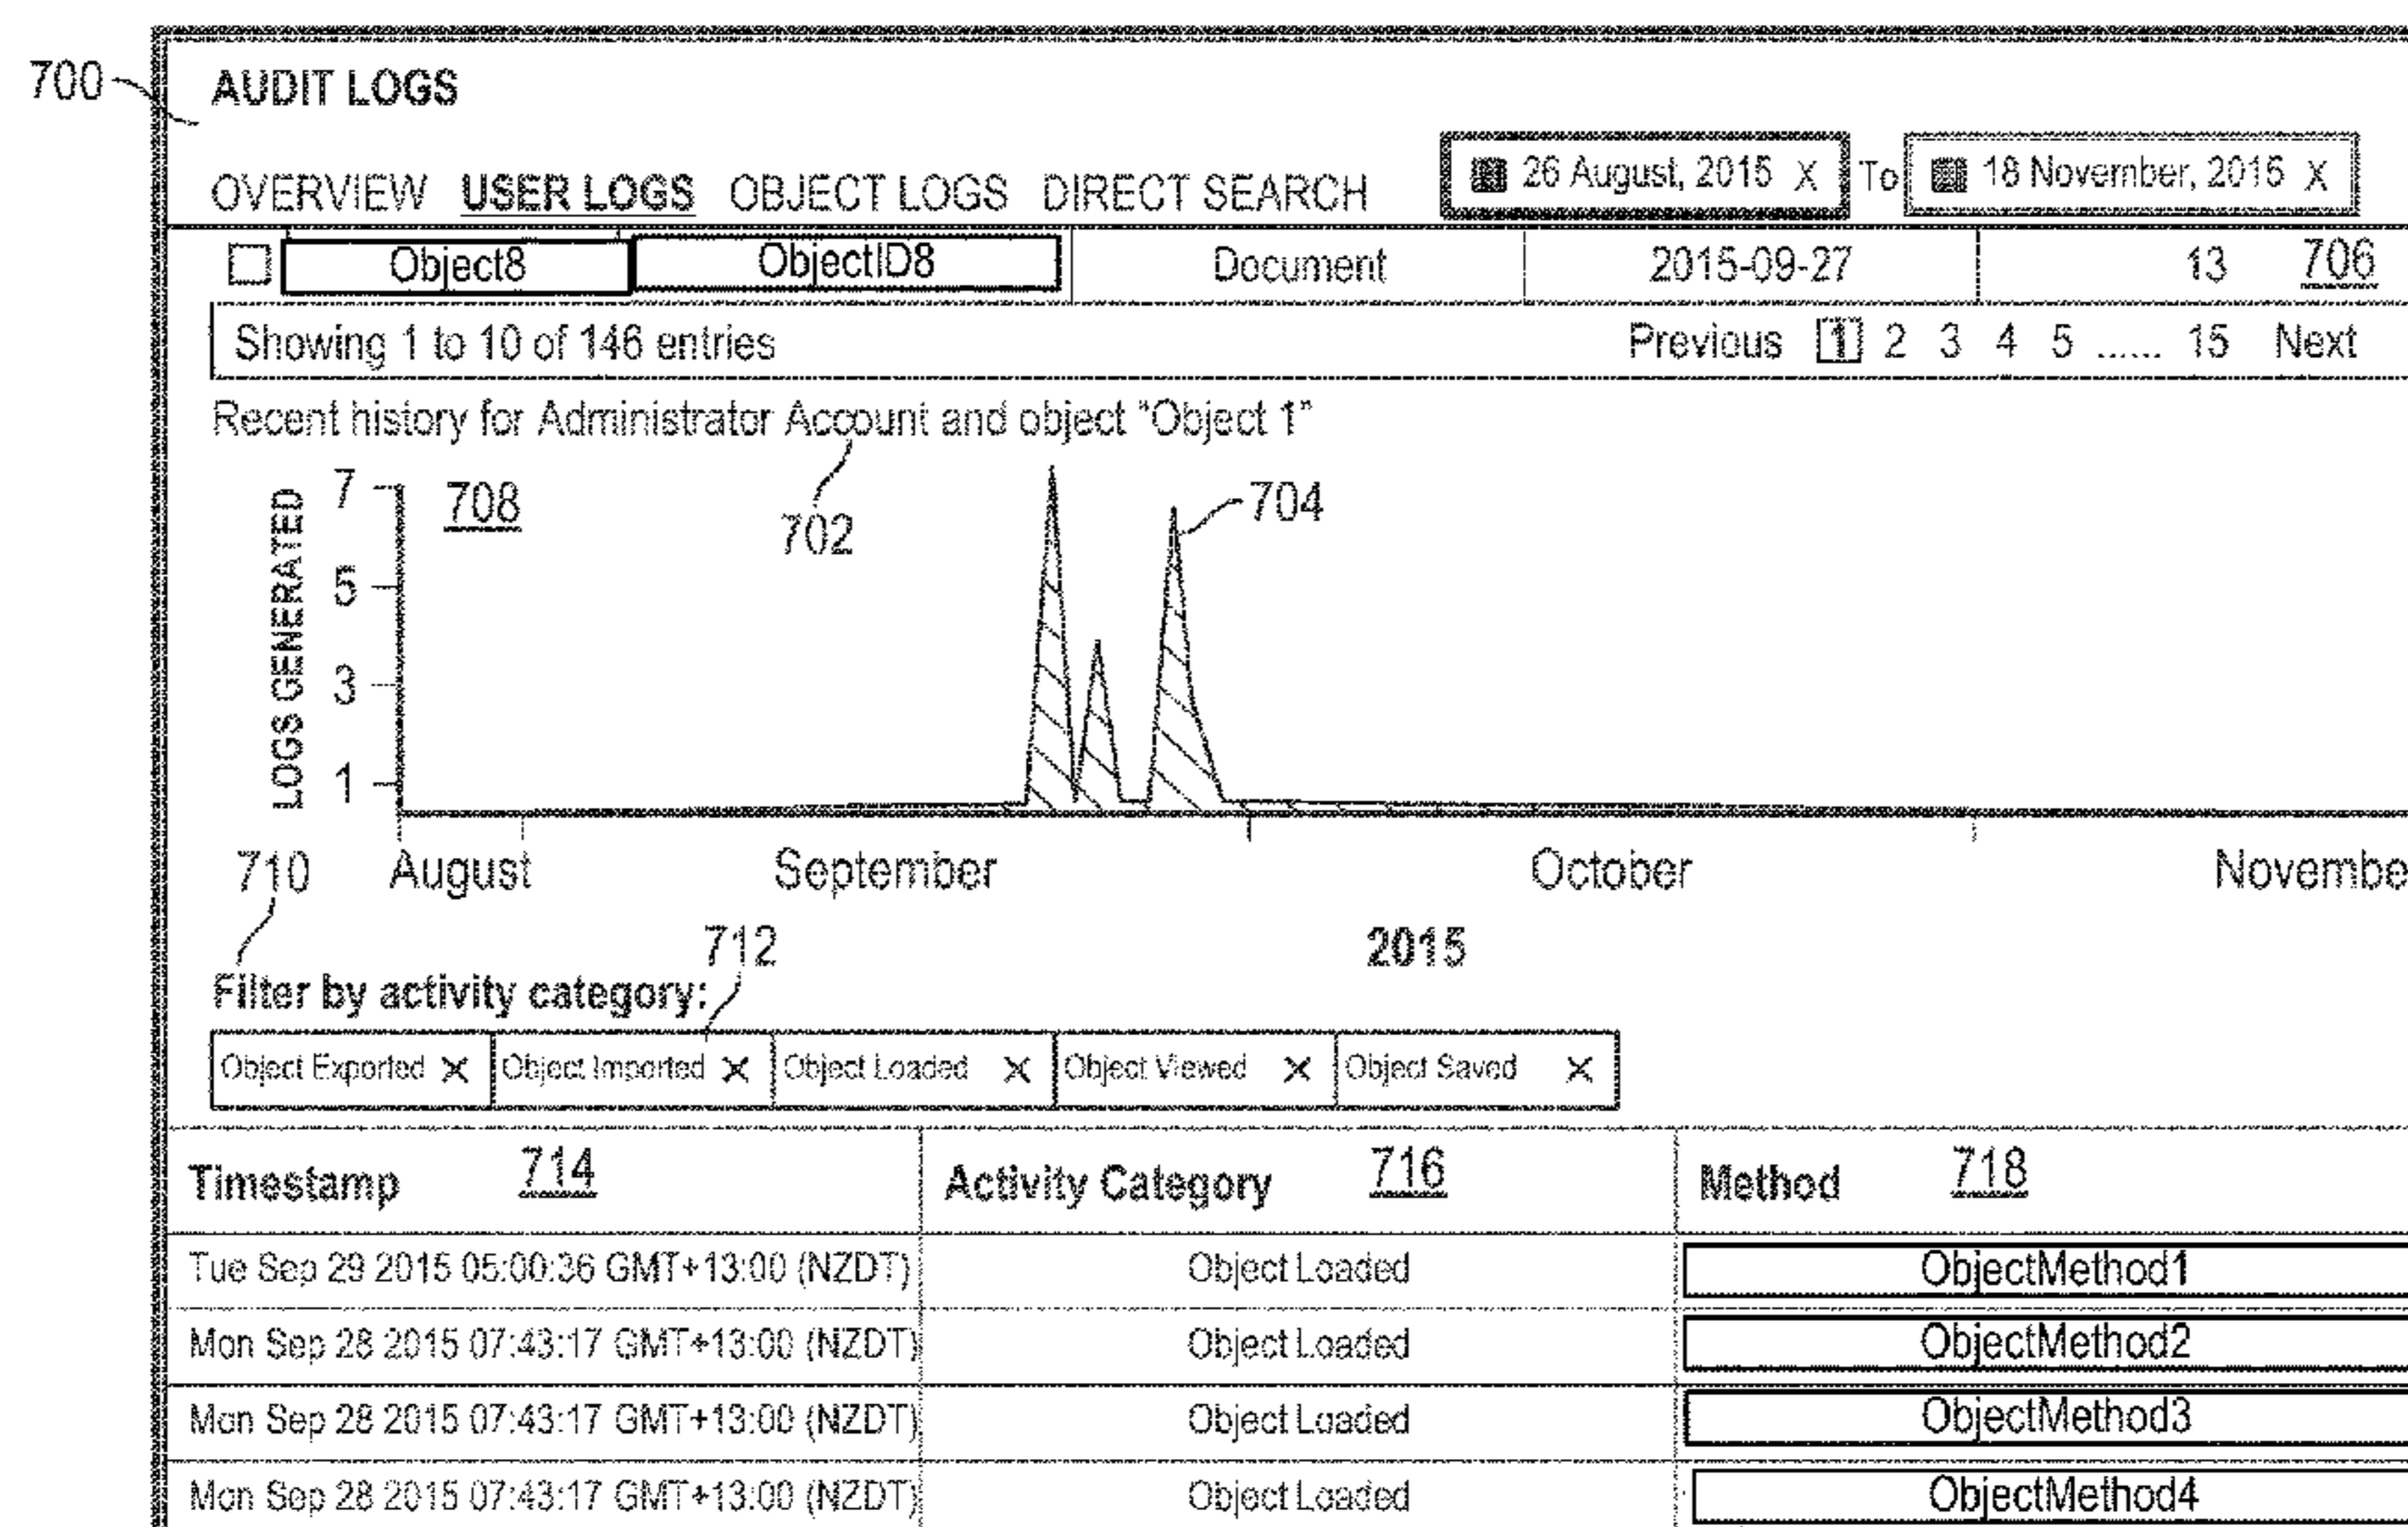 700
AUDIT LOGS
OVERVIEW USER LOGS OBJECT LOGS DIRECT SEARCH 26 August, 2015 X To 18 November, 2015 X
Object8 ObjectID8 Document 2015-09-27 13 706
Showing 1 to 10 of 146 entries Previous 1 2 3 4 5 ...... 15 Next
Recent history for Administrator Account and object "Object 1"
LOGS GENERATED
7 708 702 704
5
3
1
710 August September October Novembe
712 2015
Filter by activity category:
Object Exported X Object Imported X Object Loaded X Object Viewed X Object Saved X
Timestamp 714 Activity Category 716 Method 718
Tue Sep 29 2015 05:00:36 GMT+13:00 (NZDT) Object Loaded ObjectMethod1
Mon Sep 28 2015 07:43:17 GMT+13:00 (NZDT) Object Loaded ObjectMethod2
Mon Sep 28 2015 07:43:17 GMT+13:00 (NZDT) Object Loaded ObjectMethod3
Mon Sep 28 2015 07:43:17 GMT+13:00 (NZDT) Object Loaded ObjectMethod4